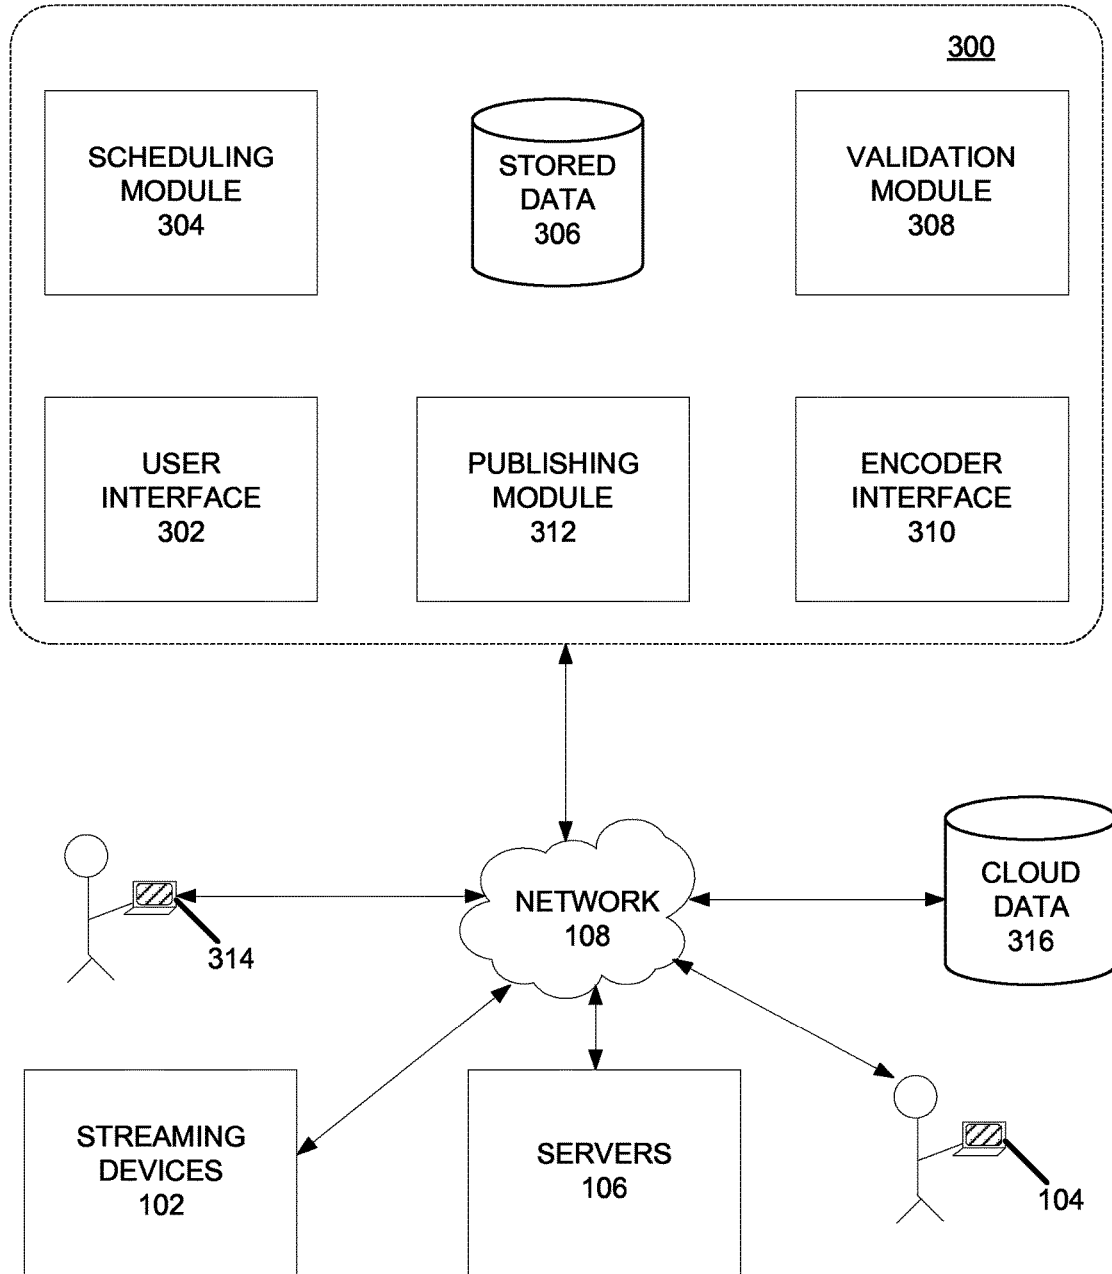 300
SCHEDULING
MODULE
304
STORED
DATA
306
VALIDATION
MODULE
308
USER
INTERFACE
302
PUBLISHING
MODULE
312
ENCODER
INTERFACE
310
314
NETWORK
108
CLOUD
DATA
316
STREAMING
DEVICES
102
SERVERS
106
104